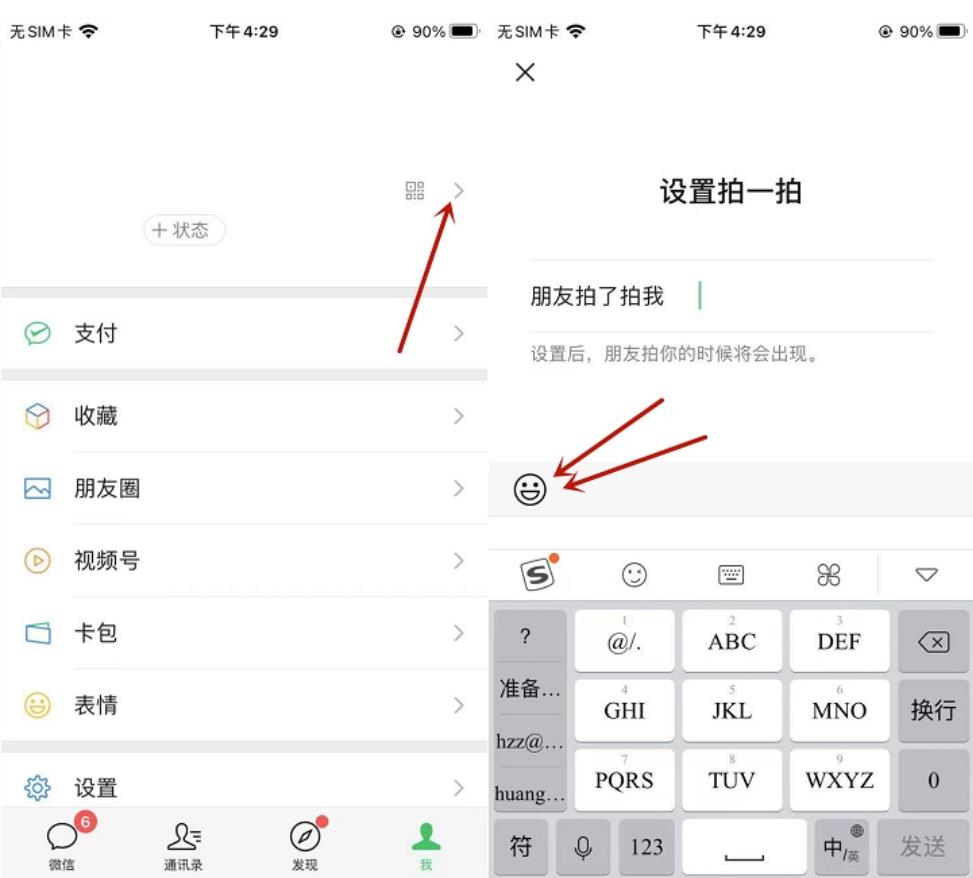 无SIM卡
下午4:29
90%
状态
支付
收藏
朋友圈
视频号
卡包
表情
设置
6
微信
通讯录
发现
我
无SIM卡
下午4:29
90%
设置拍一拍
朋友拍了拍我
设置后，朋友拍你的时候将会出现。
S
?
准备...
hzz@...
huang...
1
@/.
2
ABC
3
DEF
4
GHI
5
JKL
6
MNO
换行
7
PQRS
8
TUV
9
WXYZ
0
符
123
中/英
发送